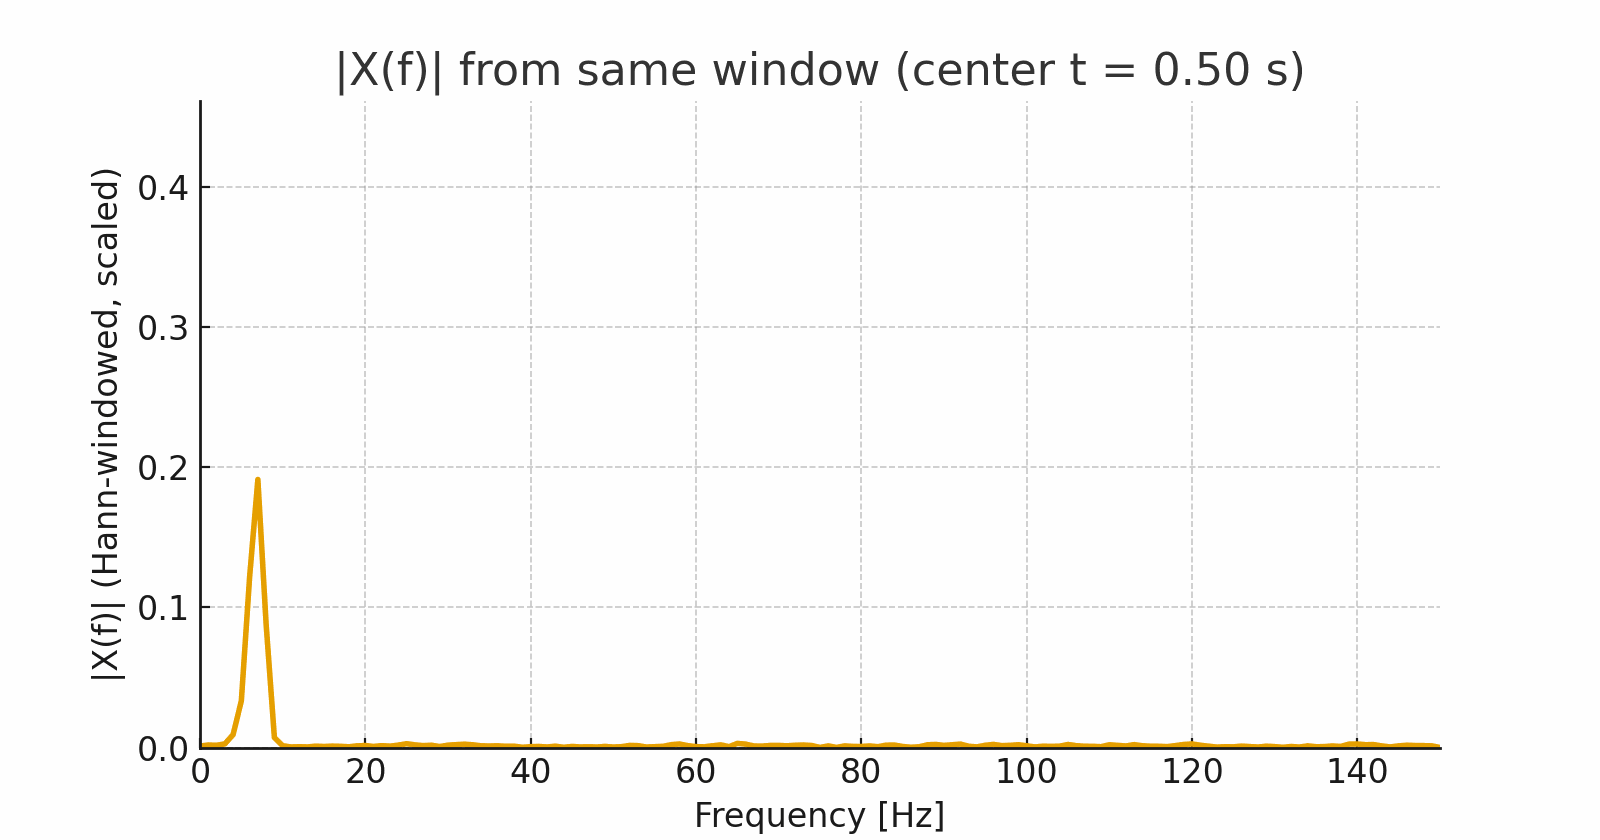 |X(f)| from same window (center t = 0.50 s)
|X(f)| (Hann-windowed, scaled)
0.4
0.3
0.2
0.1
0.0
0 20 40 60 80 100 120 140
Frequency [Hz]